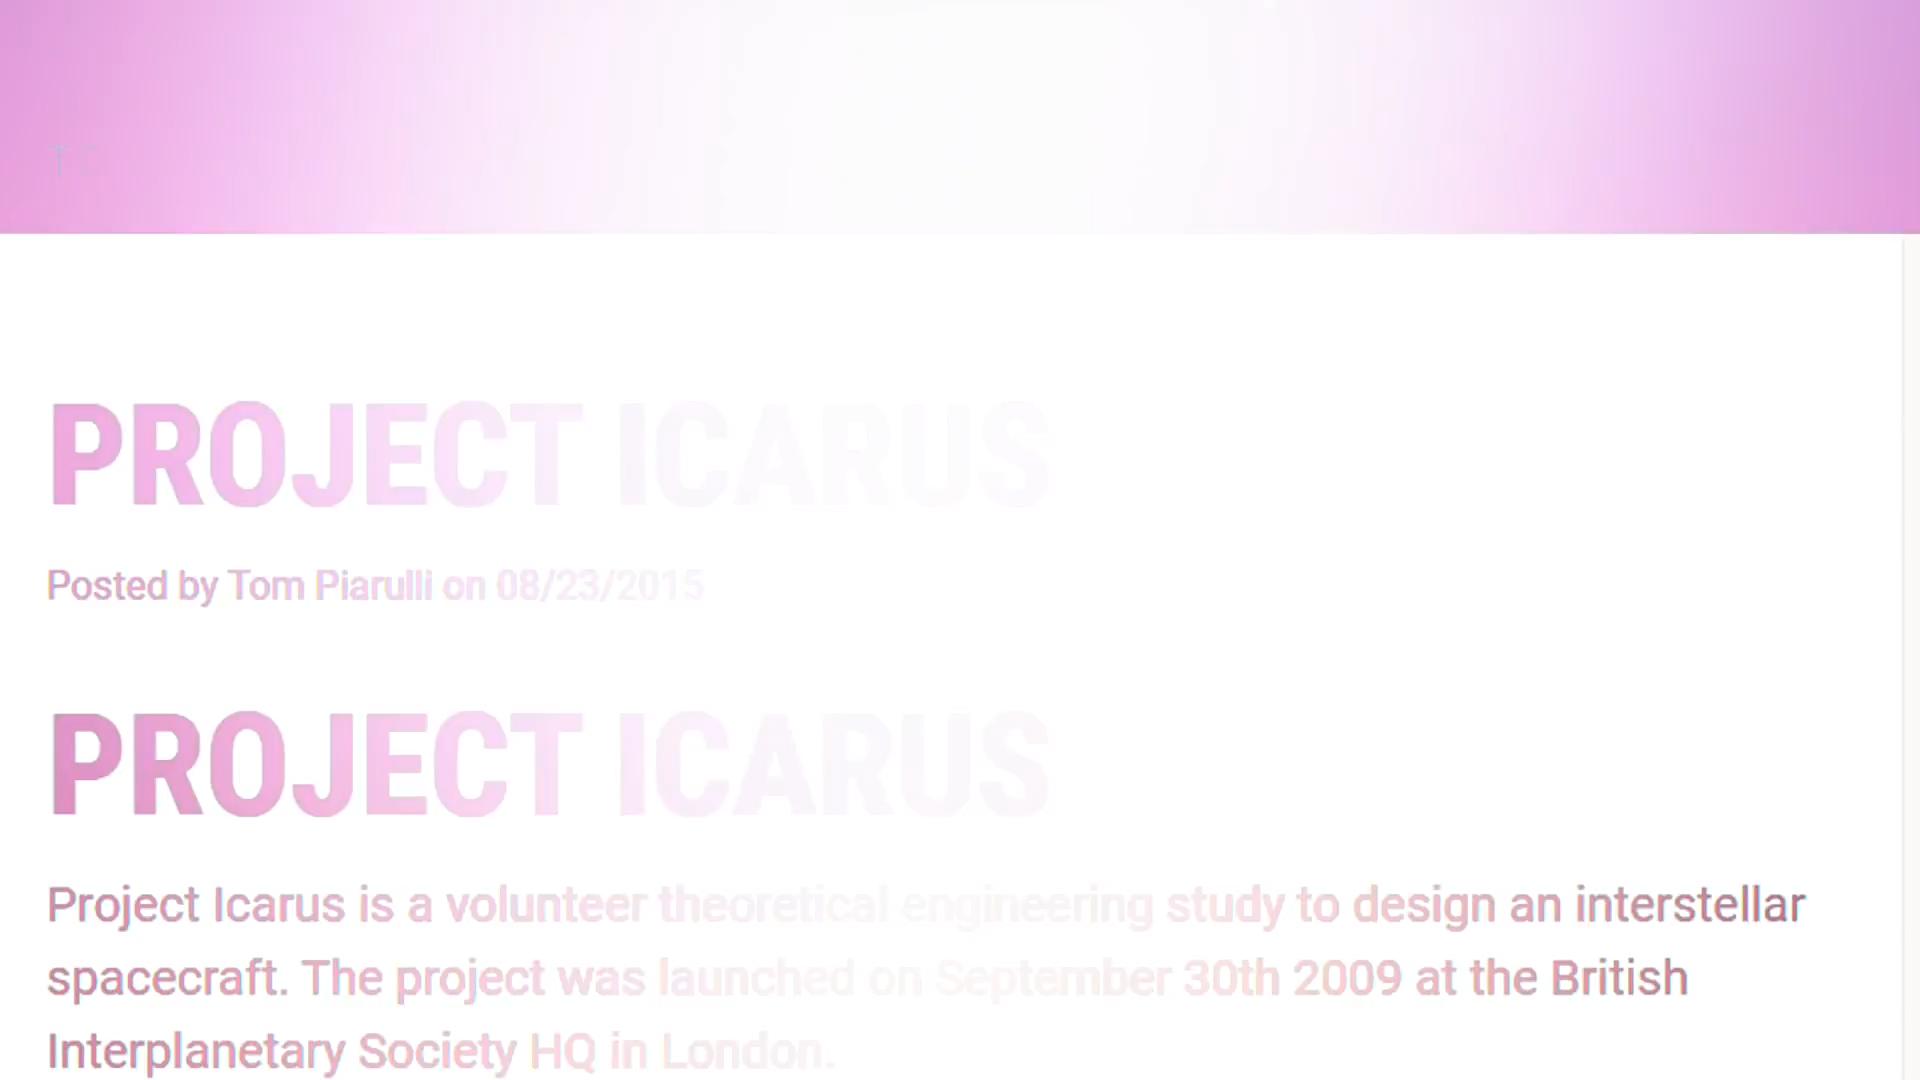 PROJECT ICARUS
Posted by Tom Piarulli on 08/23/2015
PROJECT ICARUS
Project Icarus is a volunteer theoretical engineering study to design an interstellar
spacecraft. The project was launched on September 30th 2009 at the British
Interplanetary Society HQ in London.